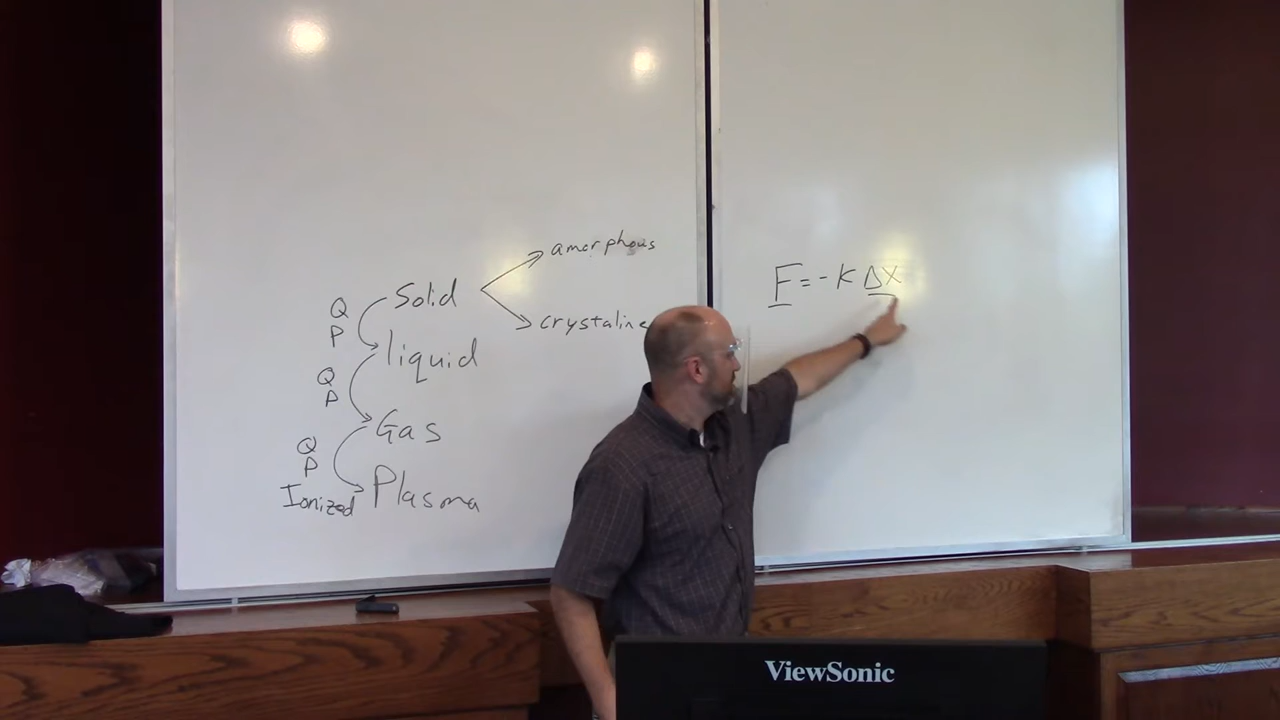 amorphous
Q Solid
P
crystaline
liquid
Q
P
Gas
Q
P
Ionized Plasma
F = - K Δx
ViewSonic